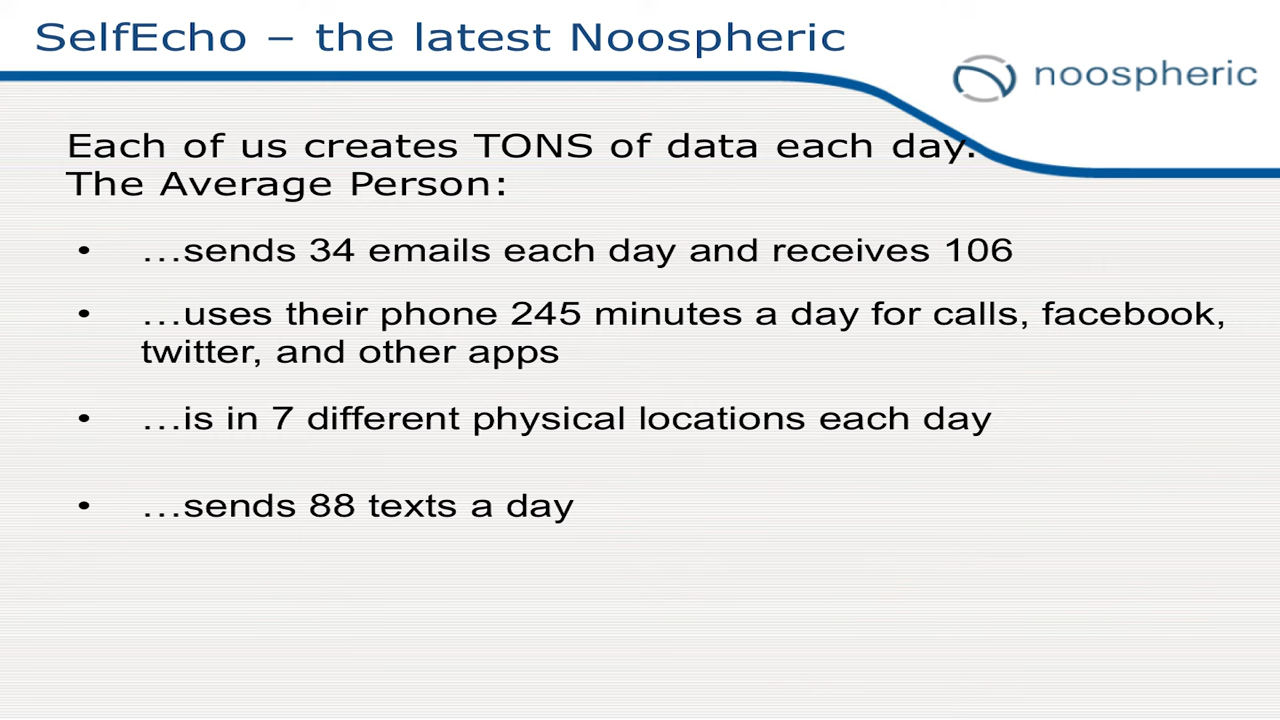 SelfEcho – the latest Noospheric
noospheric
Each of us creates TONS of data each day.
The Average Person:
• …sends 34 emails each day and receives 106
• …uses their phone 245 minutes a day for calls, facebook,
twitter, and other apps
• …is in 7 different physical locations each day
• …sends 88 texts a day